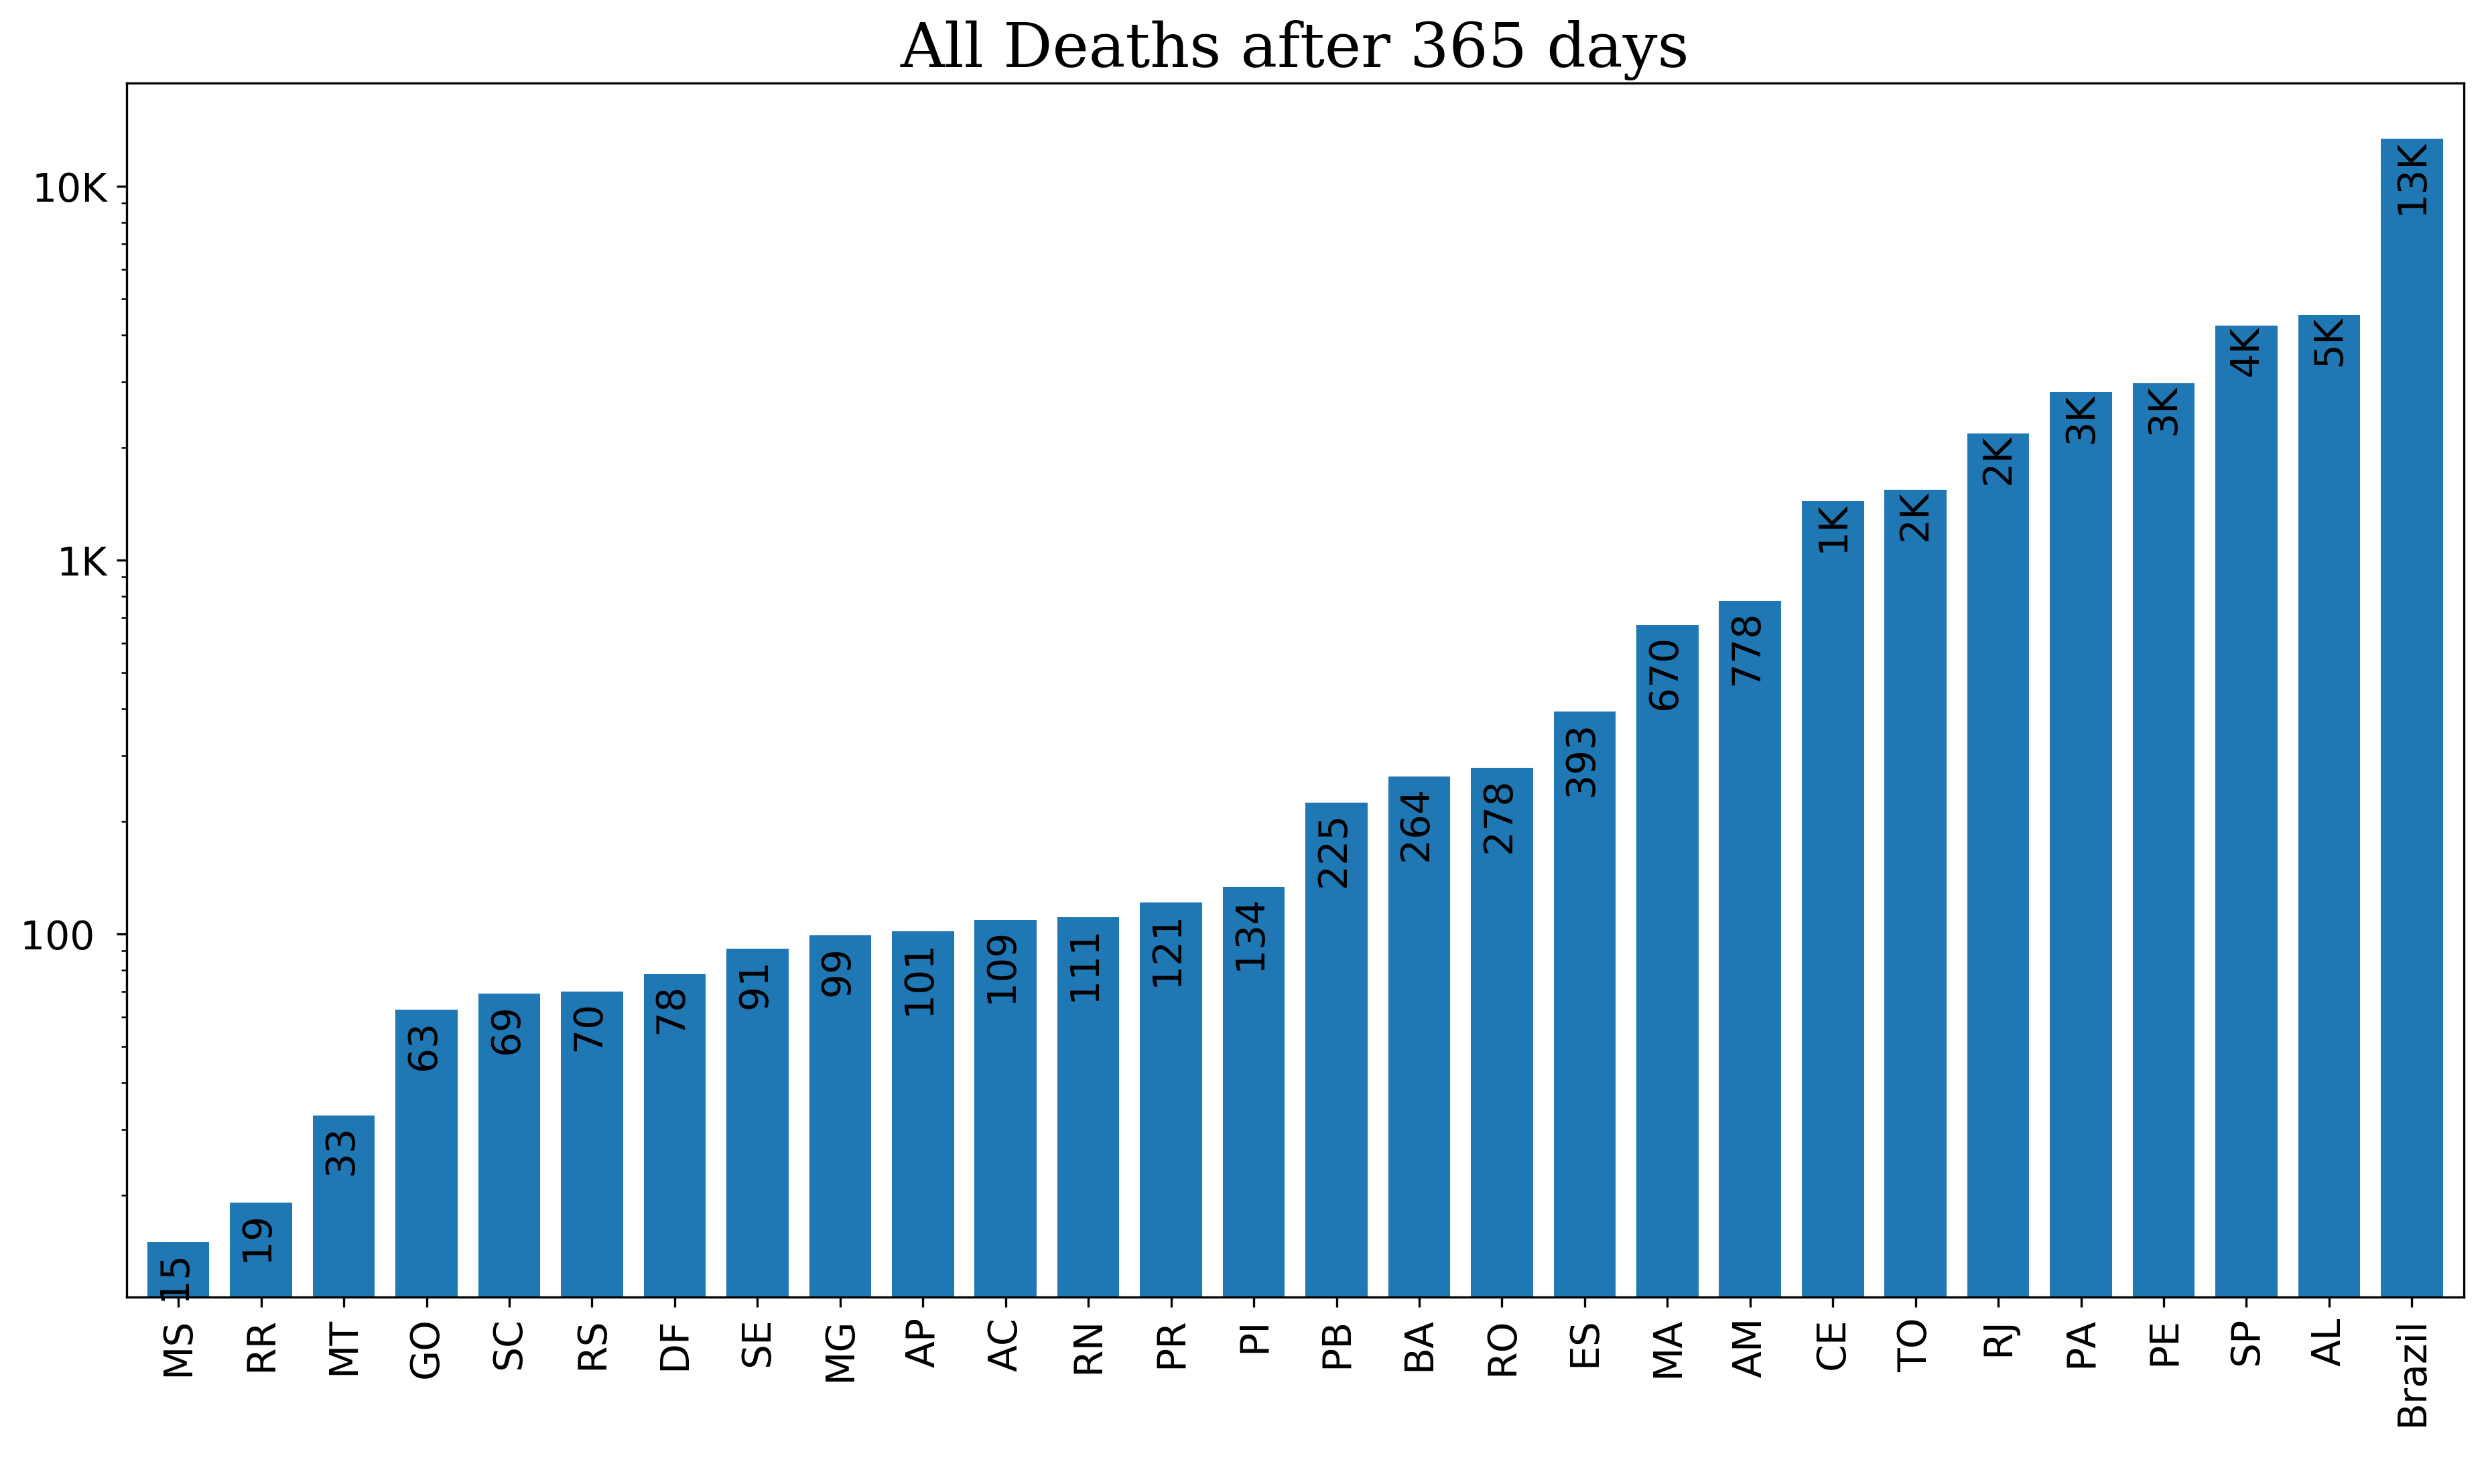 All Deaths after 365 days
10K
1K
100
15
19
33
63
69
70
78
91
99
101
109
111
121
134
225
264
278
393
670
778
1K
2K
2K
3K
3K
4K
5K
13K
MS
RR
MT
GO
SC
RS
DF
SE
MG
AP
AC
RN
PR
PI
PB
BA
RO
ES
MA
AM
CE
TO
RJ
PA
PE
SP
AL
Brazil